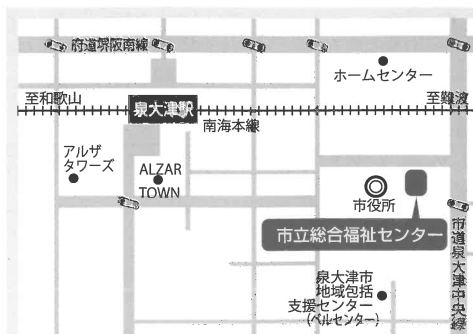 府道堺阪南線
ホームセンター
至和歌山
泉大津駅
至難波
南海本線
アルザ
タワーズ
ALZAR
TOWN
市役所
市立総合福祉センター
市道泉大津中央線
泉大津市
地域包括
支援センター
(ベルセンター)